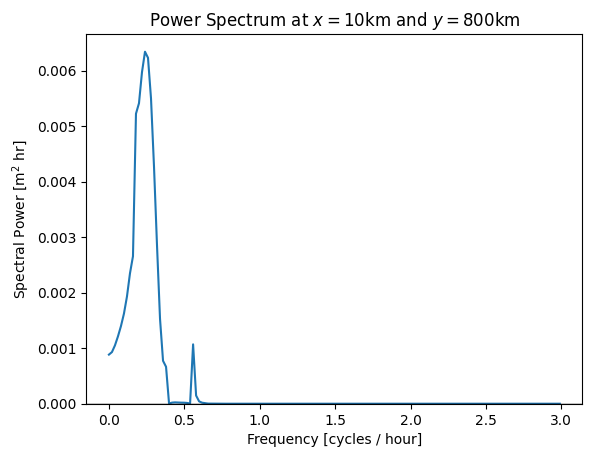 Power Spectrum at x = 10km and y = 800km
Spectral Power [m² hr]
0.006
0.005
0.004
0.003
0.002
0.001
0.000
0.0 0.5 1.0 1.5 2.0 2.5 3.0
Frequency [cycles / hour]